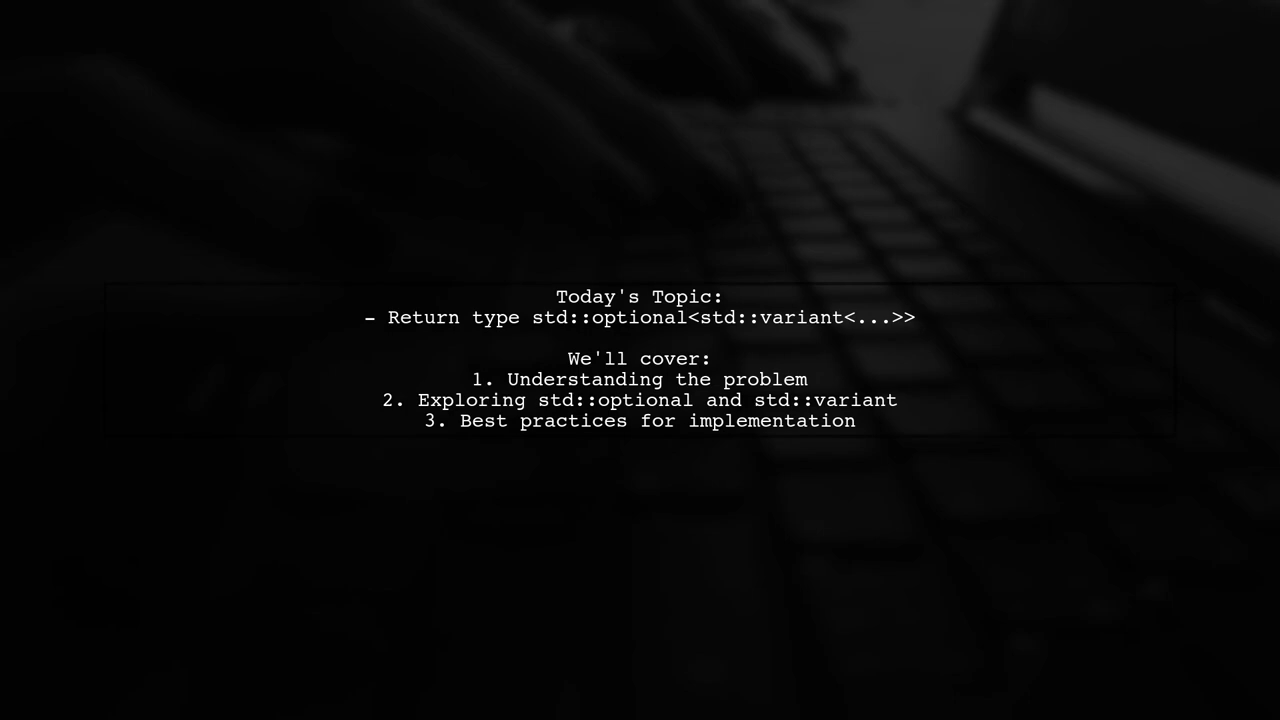 Today's Topic:
- Return type std::optional<std::variant<...>>
We'll cover:
1. Understanding the problem
2. Exploring std::optional and std::variant
3. Best practices for implementation